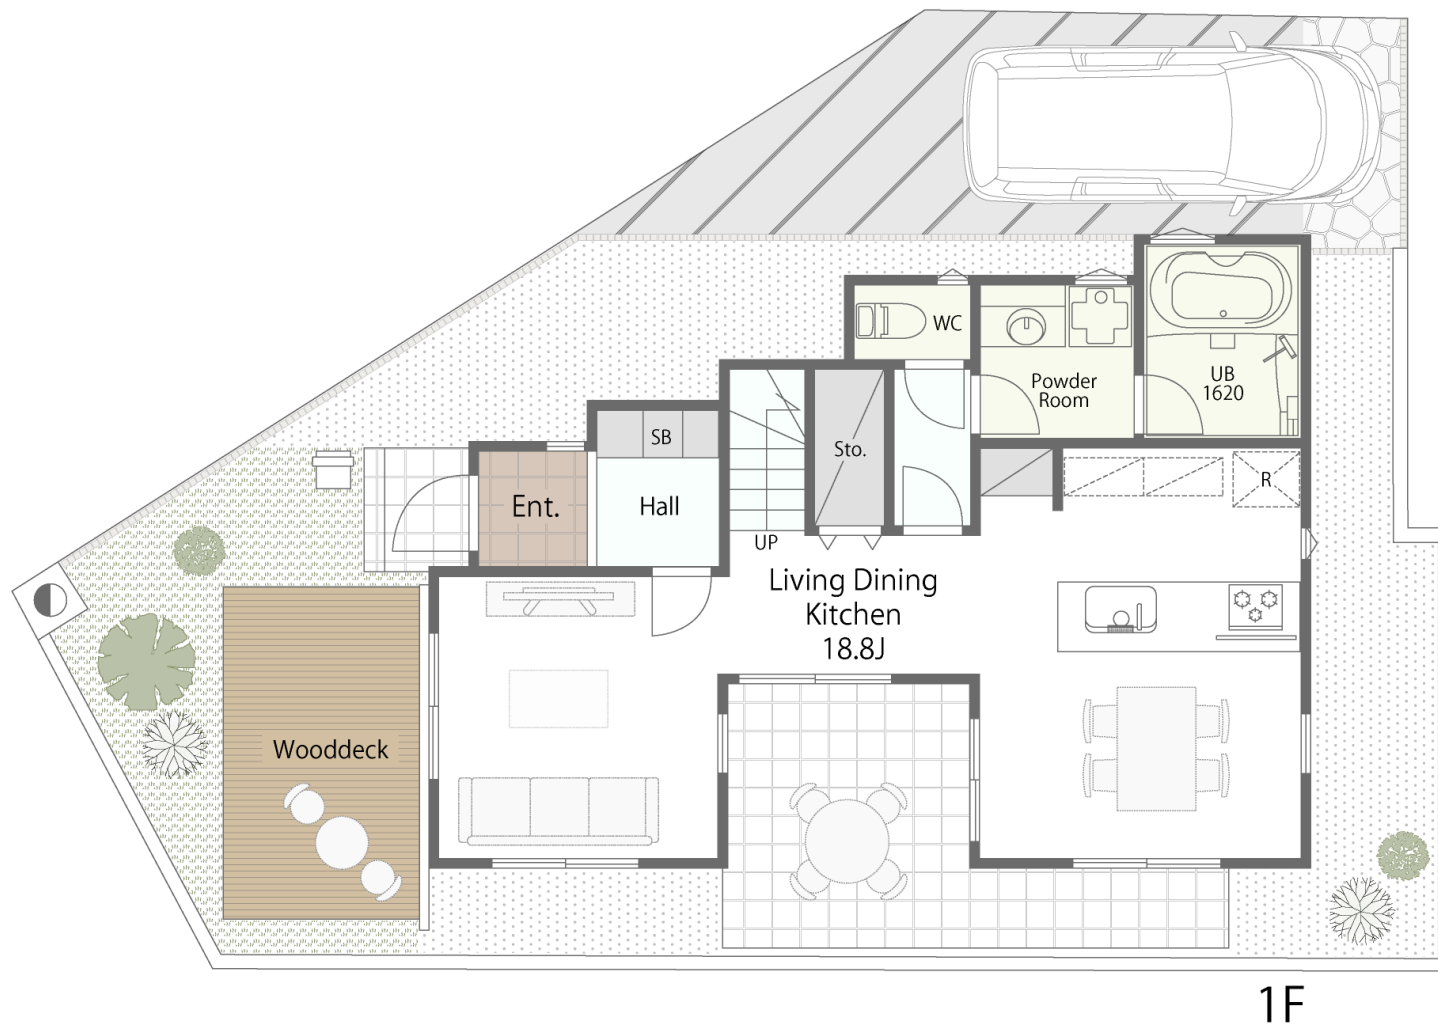 WC
Powder
Room
UB
1620
SB
Sto.
R
Ent.
Hall
UP
Living Dining
Kitchen
18.8J
Wooddeck
1F